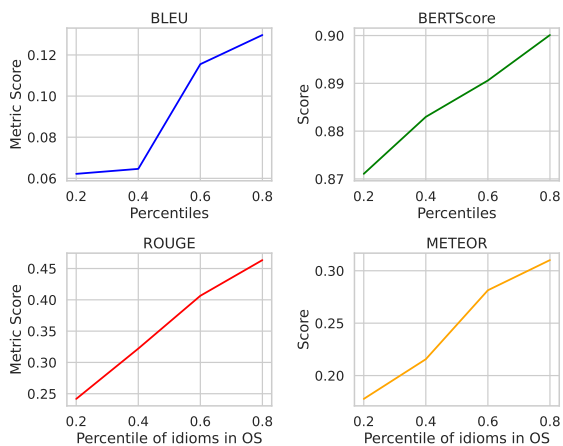 BLEU
Metric Score
0.12
0.10
0.08
0.06
0.2 0.4 0.6 0.8
Percentiles
BERTScore
Score
0.90
0.89
0.88
0.87
0.2 0.4 0.6 0.8
Percentiles
ROUGE
Metric Score
0.45
0.40
0.35
0.30
0.25
0.2 0.4 0.6 0.8
Percentile of idioms in OS
METEOR
Score
0.30
0.25
0.20
0.2 0.4 0.6 0.8
Percentile of idioms in OS